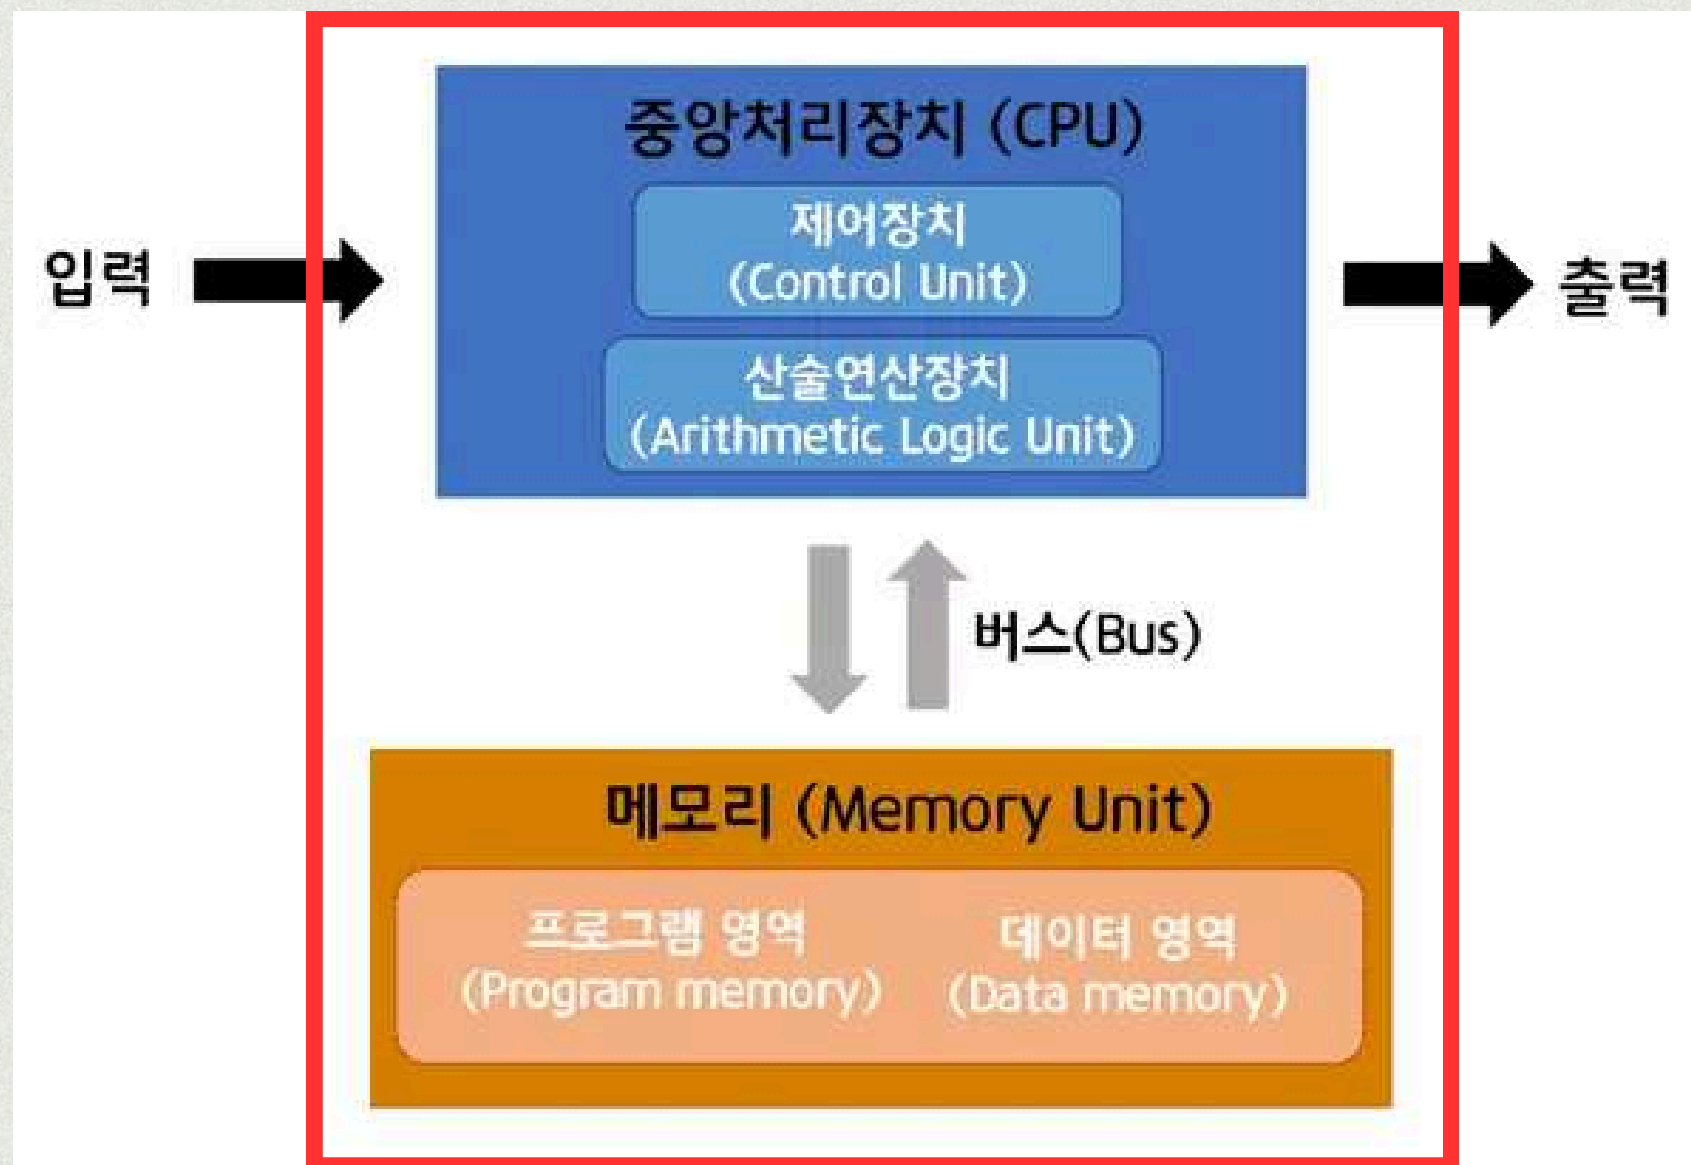 중앙처리장치 (CPU)
제어장치
(Control Unit)
입력
출력
산술연산장치
(Arithmetic Logic Unit)
버스(Bus)
메모리 (Memory Unit)
프로그램 영역
(Program memory)
데이터 영역
(Data memory)